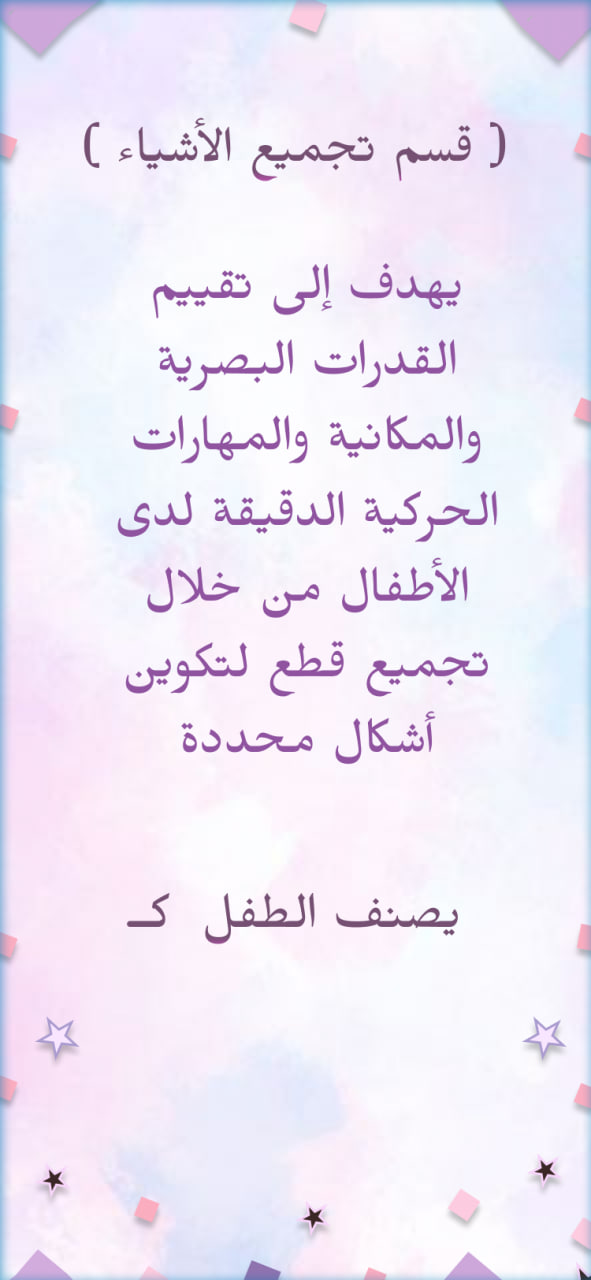 ( قسم تجميع الأشياء )
يهدف إلى تقييم
القدرات البصرية
والمكانية والمهارات
الحركية الدقيقة لدى
الأطفال من خلال
تجميع قطع لتكوين
أشكال محددة
يصنف الطفل كـ